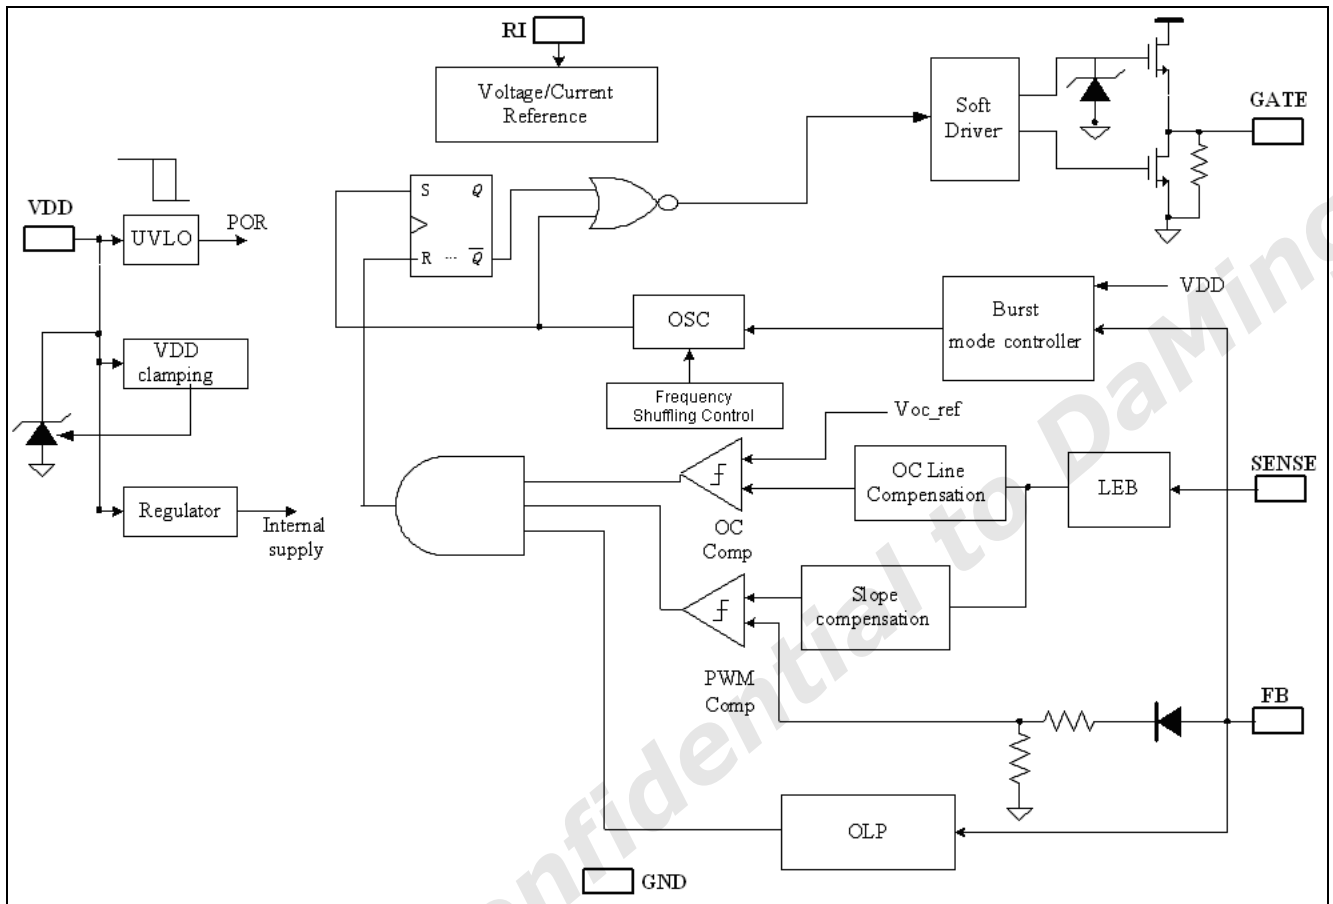 RI
Voltage/Current
Reference
Soft
Driver
GATE
VDD
UVLO
POR
S Q
R ... Q̅
OSC
Burst
mode controller
VDD
VDD
clamping
Frequency
Shuffling Control
Voc_ref
OC Line
Compensation
LEB
SENSE
Regulator
Internal
supply
OC
Comp
Slope
compensation
PWM
Comp
FB
OLP
GND
onfidential to DaMing